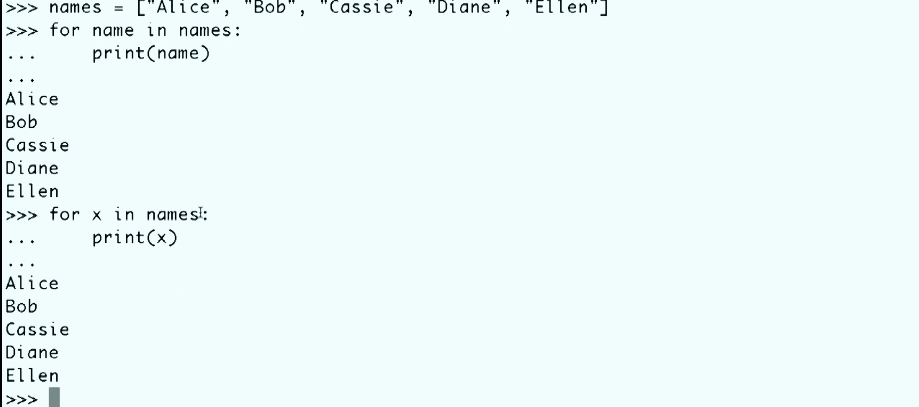 >>> names = ["Alice", "Bob", "Cassie", "Diane", "Ellen"]
>>> for name in names:
...     print(name)
...
Alice
Bob
Cassie
Diane
Ellen
>>> for x in names:
...     print(x)
...
Alice
Bob
Cassie
Diane
Ellen
>>>